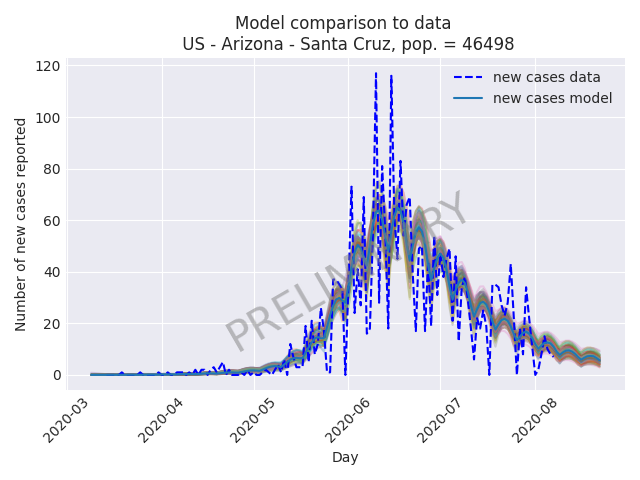 Model comparison to data
US - Arizona - Santa Cruz, pop. = 46498
Number of new cases reported
120
100
80
60
40
20
0
new cases data
new cases model
PRELIMINARY
2020-03
2020-04
2020-05
2020-06
2020-07
2020-08
Day